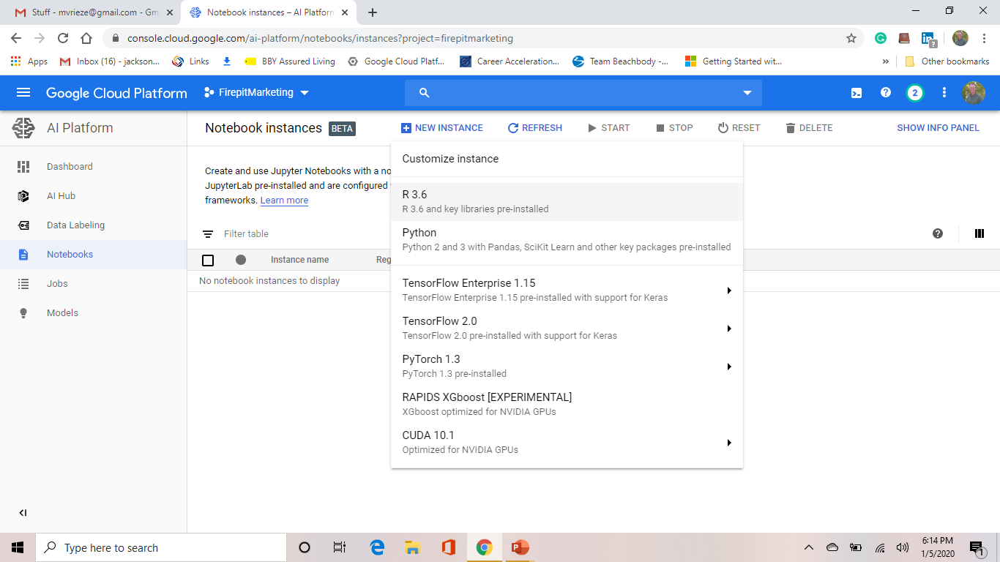 Stuff - mvrieze@gmail.com - Gm
Notebook instances – AI Platform
console.cloud.google.com/ai-platform/notebooks/instances?project=firepitmarketing
Apps
Inbox (16) - jackson...
Links
BBY Assured Living
Google Cloud Platf...
Career Acceleration...
Team Beachbody -...
Getting Started wit...
»
Other bookmarks
Google Cloud Platform
FirepitMarketing
2
AI Platform
Notebook instances BETA
NEW INSTANCE
REFRESH
START
STOP
RESET
DELETE
SHOW INFO PANEL
Dashboard
AI Hub
Data Labeling
Notebooks
Jobs
Models
Create and use Jupyter Notebooks with a no
JupyterLab pre-installed and are configured
frameworks. Learn more
Filter table
Instance name
Reg
No notebook instances to display
Customize instance
R 3.6
R 3.6 and key libraries pre-installed
Python
Python 2 and 3 with Pandas, SciKit Learn and other key packages pre-installed
TensorFlow Enterprise 1.15
TensorFlow Enterprise 1.15 pre-installed with support for Keras
TensorFlow 2.0
TensorFlow 2.0 pre-installed with support for Keras
PyTorch 1.3
PyTorch 1.3 pre-installed
RAPIDS XGboost [EXPERIMENTAL]
XGboost optimized for NVIDIA GPUs
CUDA 10.1
Optimized for NVIDIA GPUs
Type here to search
6:14 PM
1/5/2020
1